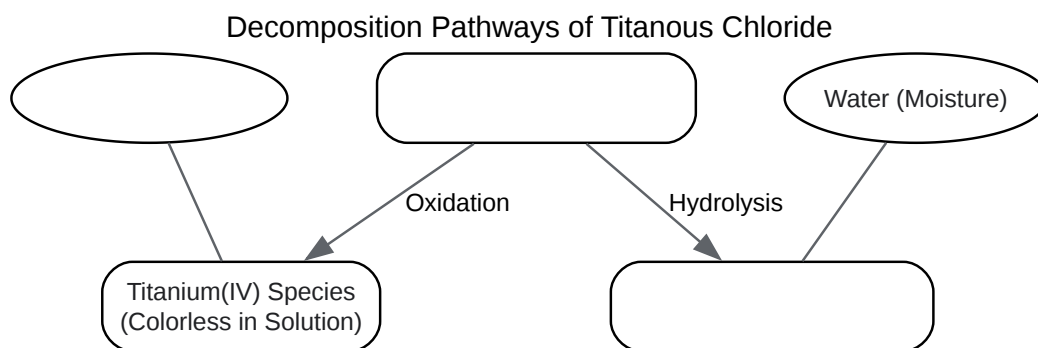 Decomposition Pathways of Titanous Chloride
Water (Moisture)
Oxidation
Hydrolysis
Titanium(IV) Species
(Colorless in Solution)